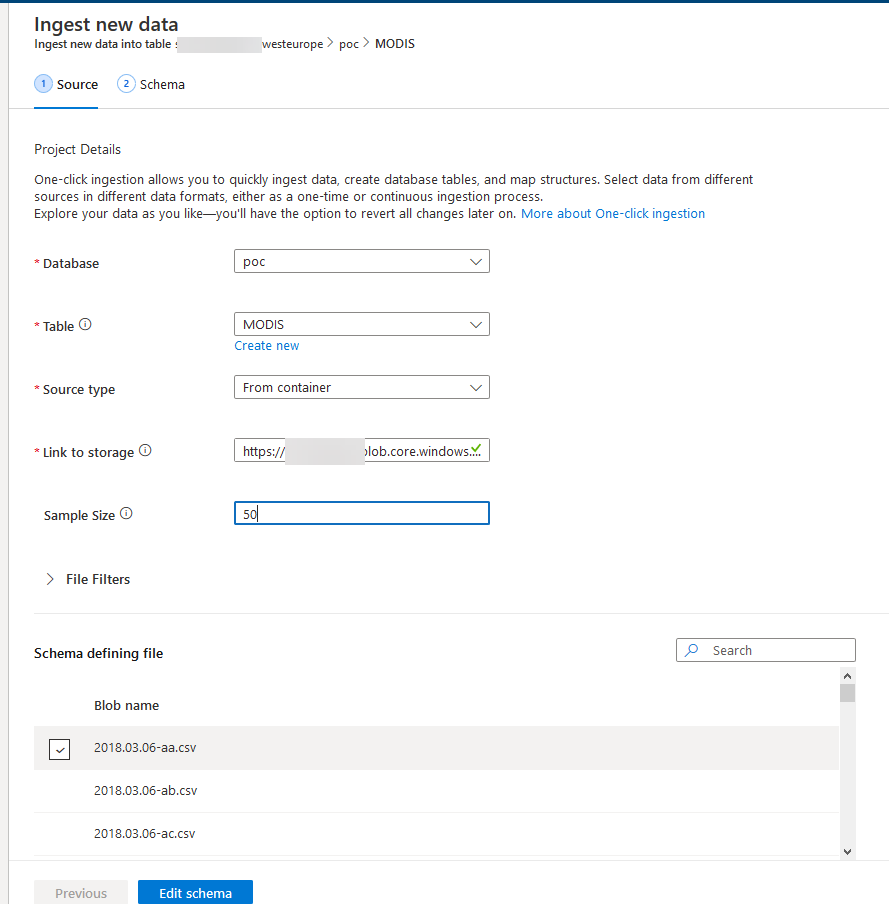 Ingest new data
Ingest new data into table westeurope > poc > MODIS
1 Source 2 Schema
Project Details
One-click ingestion allows you to quickly ingest data, create database tables, and map structures. Select data from different
sources in different data formats, either as a one-time or continuous ingestion process.
Explore your data as you like—you'll have the option to revert all changes later on. More about One-click ingestion
* Database poc
* Table MODIS
Create new
* Source type From container
* Link to storage https:// blob.core.windows....
Sample Size 50
File Filters
Schema defining file Search
Blob name
2018.03.06-aa.csv
2018.03.06-ab.csv
2018.03.06-ac.csv
Previous Edit schema